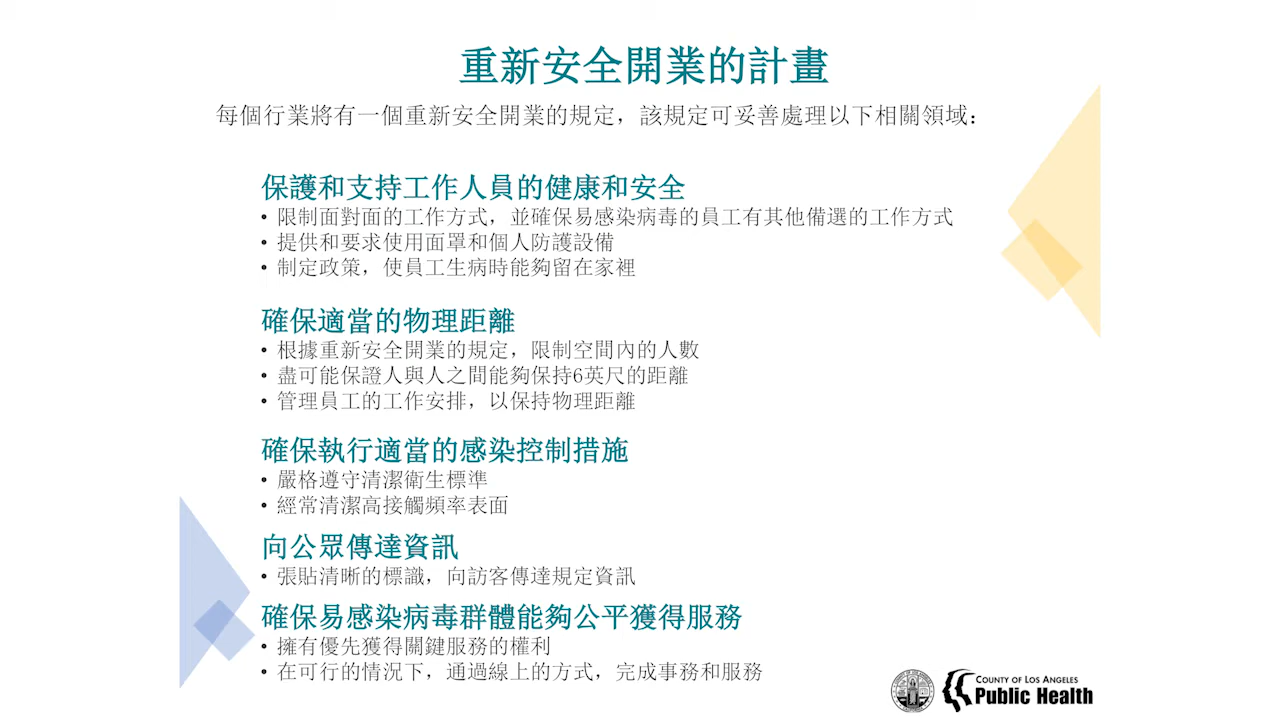 重新安全開業的計畫
每個行業將有一個重新安全開業的規定，該規定可妥善處理以下相關領域：
保護和支持工作人員的健康和安全
• 限制面對面的工作方式，並確保易感染病毒的員工有其他備選的工作方式
• 提供和要求使用面罩和個人防護設備
• 制定政策，使員工生病時能夠留在家裡
確保適當的物理距離
• 根據重新安全開業的規定，限制空間內的人數
• 盡可能保證人與人之間能夠保持6英尺的距離
• 管理員工的工作安排，以保持物理距離
確保執行適當的感染控制措施
• 嚴格遵守清潔衛生標準
• 經常清潔高接觸頻率表面
向公眾傳達資訊
• 張貼清晰的標識，向訪客傳達規定資訊
確保易感染病毒群體能夠公平獲得服務
• 擁有優先獲得關鍵服務的權利
• 在可行的情況下，通過線上的方式，完成事務和服務
COUNTY OF LOS ANGELES
Public Health